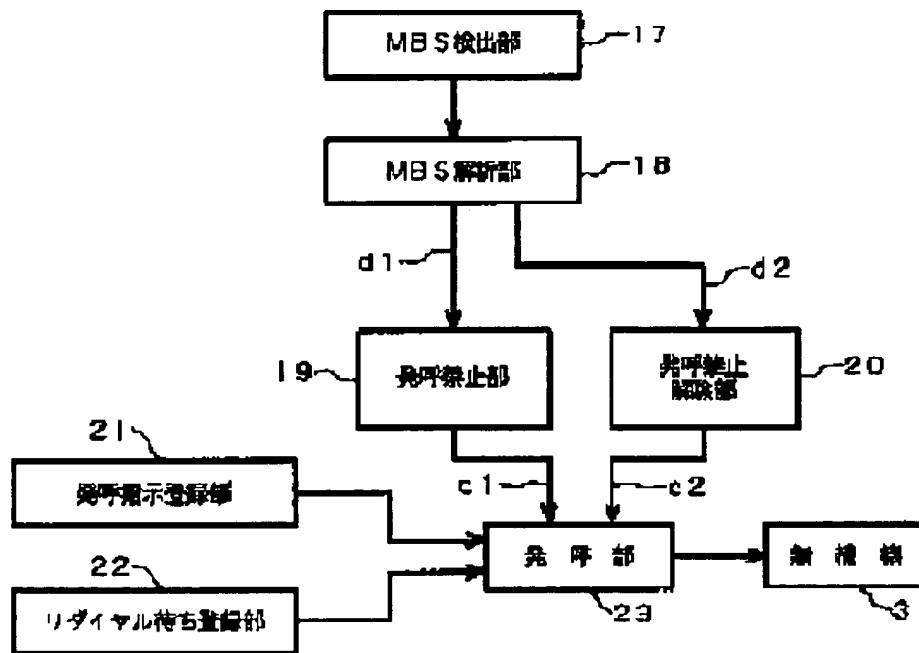 MBS検出部
17
MBS解析部
18
d1
d2
19
発呼禁止部
発呼禁止
解除部
20
21
発呼指示登録部
c1
c2
22
リダイヤル待ち登録部
発 呼 部
23
3